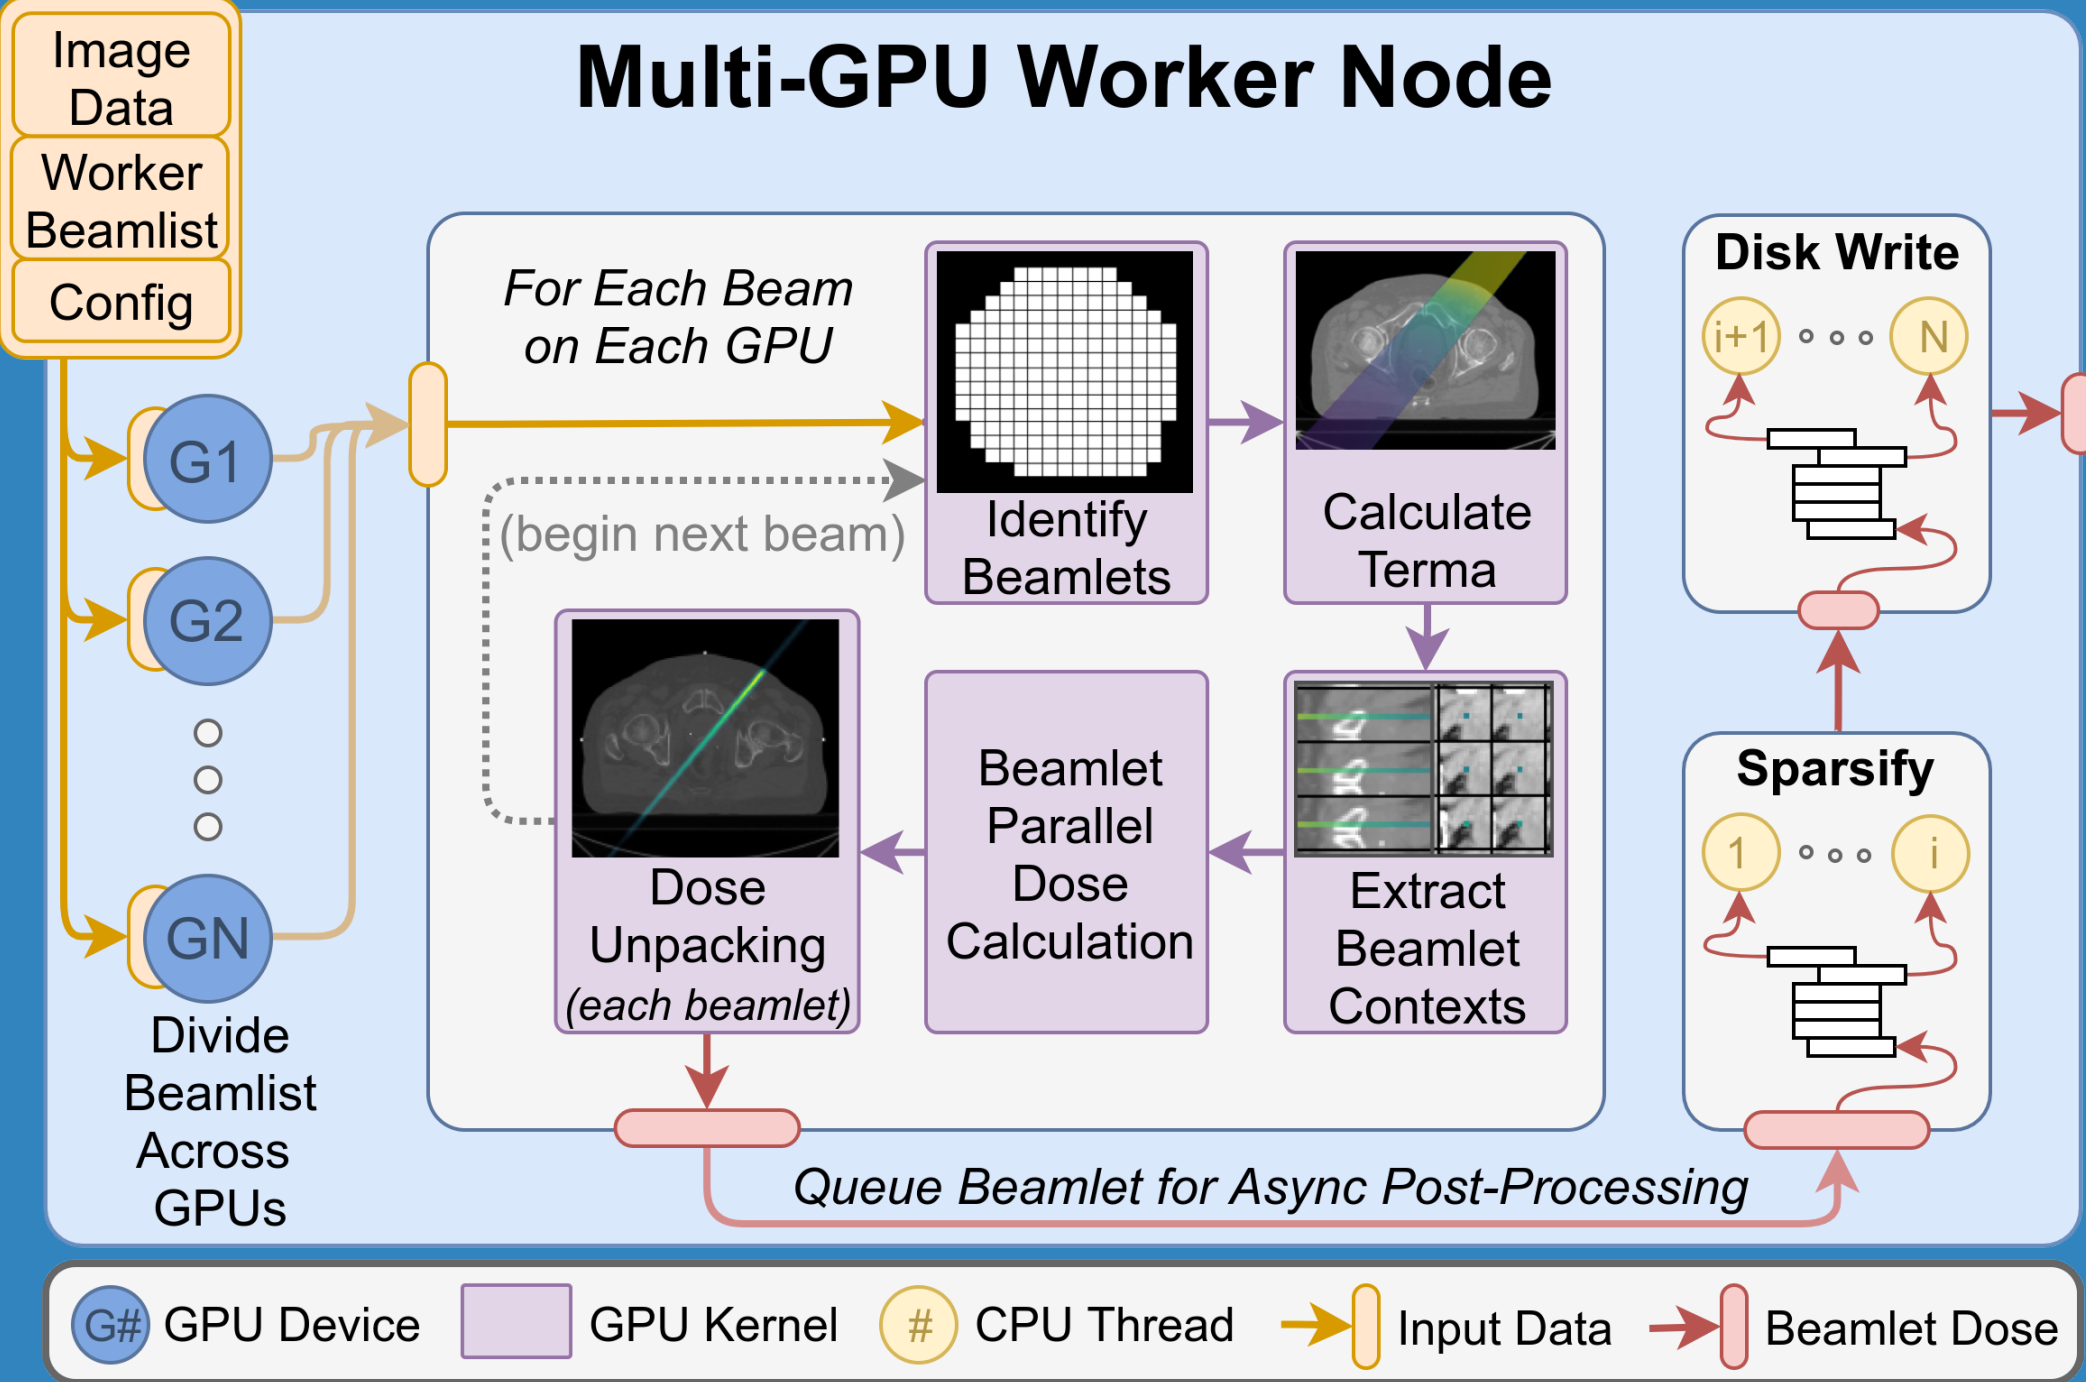 Multi-GPU Worker Node
Image
Data
Worker
Beamlist
Config
G1
G2
GN
Divide
Beamlist
Across
GPUs
For Each Beam
on Each GPU
(begin next beam)
Identify
Beamlets
Calculate
Terma
Extract
Beamlet
Contexts
Beamlet
Parallel
Dose
Calculation
Dose
Unpacking
(each beamlet)
Queue Beamlet for Async Post-Processing
Disk Write
i+1
N
Sparsify
1
i
G# GPU Device
GPU Kernel
# CPU Thread
Input Data
Beamlet Dose